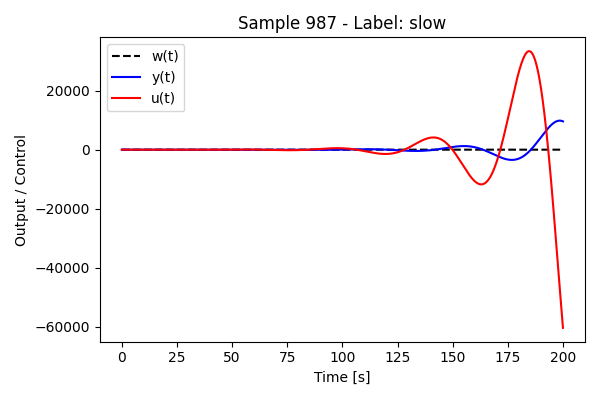 Sample 987 - Label: slow
w(t)
y(t)
u(t)
Output / Control
20000
0
−20000
−40000
−60000
0 25 50 75 100 125 150 175 200
Time [s]